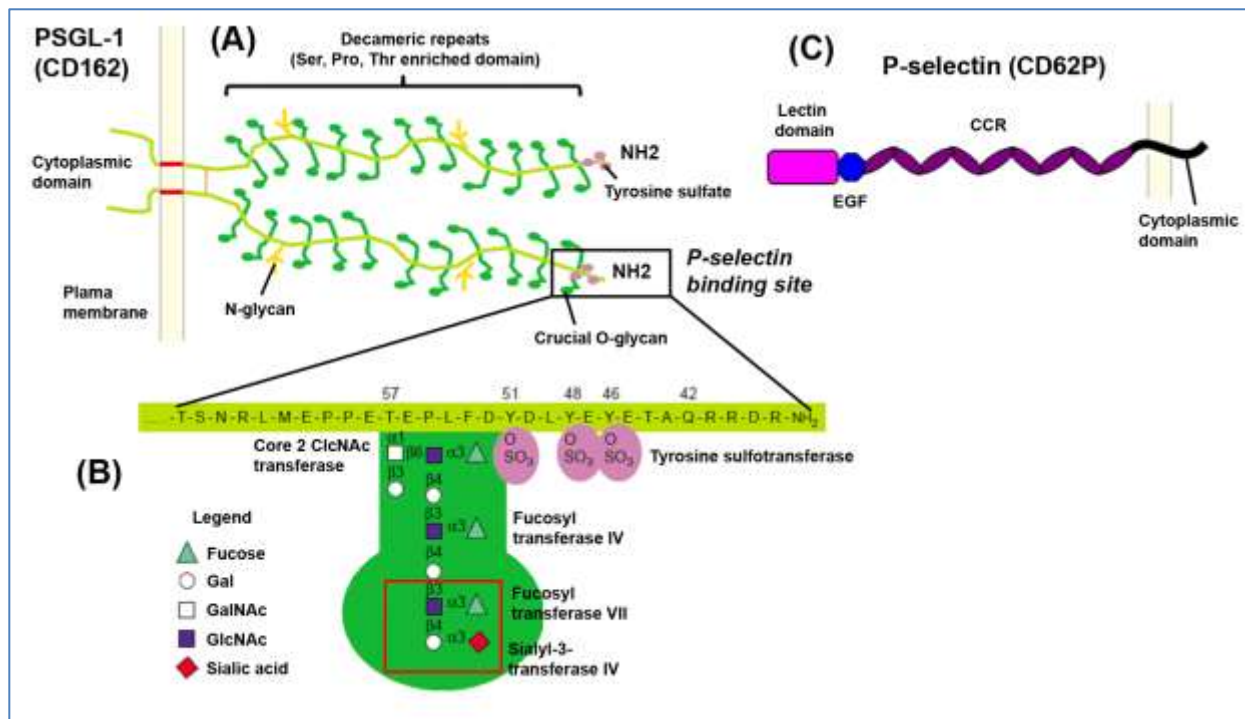 PSGL-1
(CD162)
(A)
Decameric repeats
(Ser, Pro, Thr enriched domain)
Cytoplasmic
domain
NH2
Tyrosine sulfate
NH2
P-selectin
binding site
Plama
membrane
N-glycan
Crucial O-glycan
(C)
P-selectin (CD62P)
Lectin
domain
CCR
EGF
Cytoplasmic
domain
57 51 48 46 42
-T-S-N-R-L-M-E-P-P-E-T-E-P-L-F-D-Y-D-L-Y-E-Y-E-T-A-Q-R-R-D-R-NH2
(B)
Core 2 ClcNAc
transferase
α1
β6
α3
β3
β4
β3
α3
β4
β3
α3
β4
α3
O
SO3
O
SO3
O
SO3
Tyrosine sulfotransferase
Fucosyl
transferase IV
Fucosyl
transferase VII
Sialyl-3-
transferase IV
Legend
Fucose
Gal
GalNAc
GlcNAc
Sialic acid